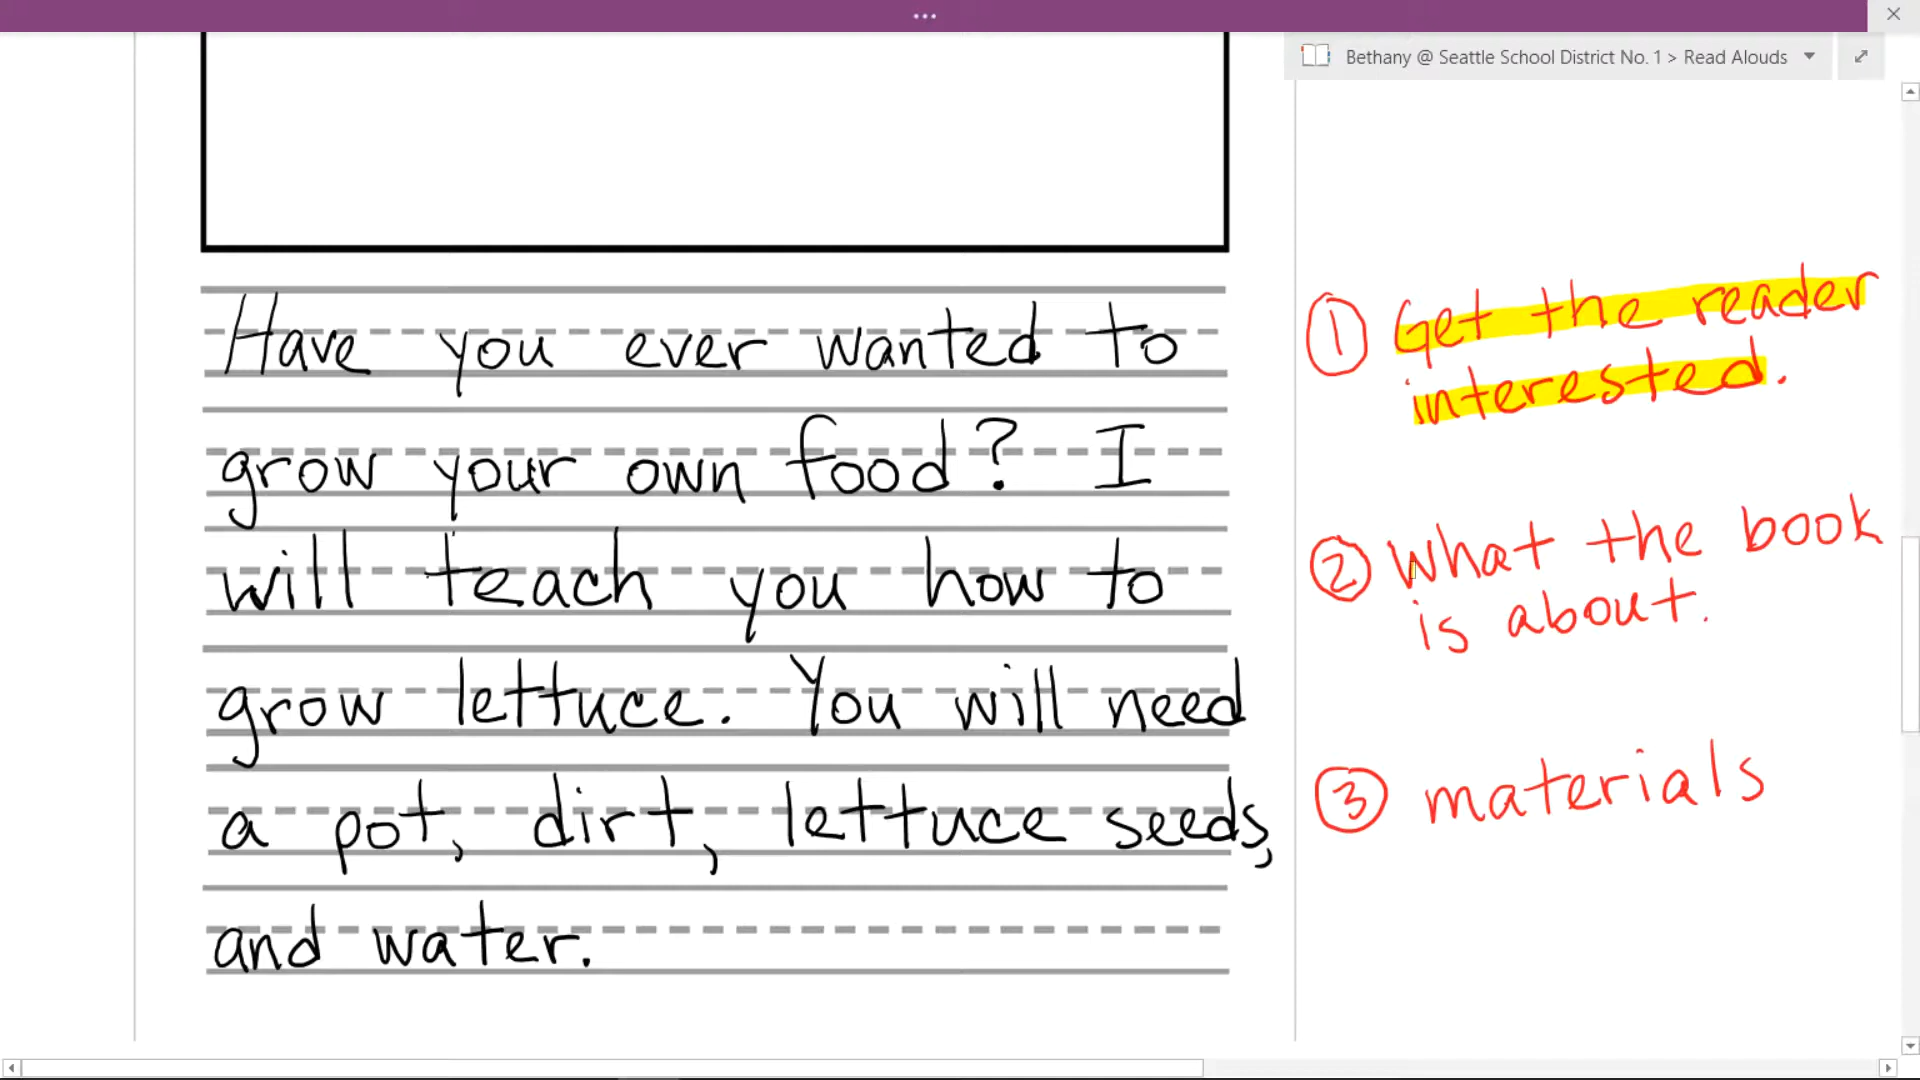 Bethany @ Seattle School District No. 1 > Read Alouds
Have you ever wanted to
grow your own food? I
will teach you how to
grow lettuce. You will need
a pot, dirt, lettuce seeds,
and water.
1 Get the reader
interested.
2 What the book
is about.
3 materials